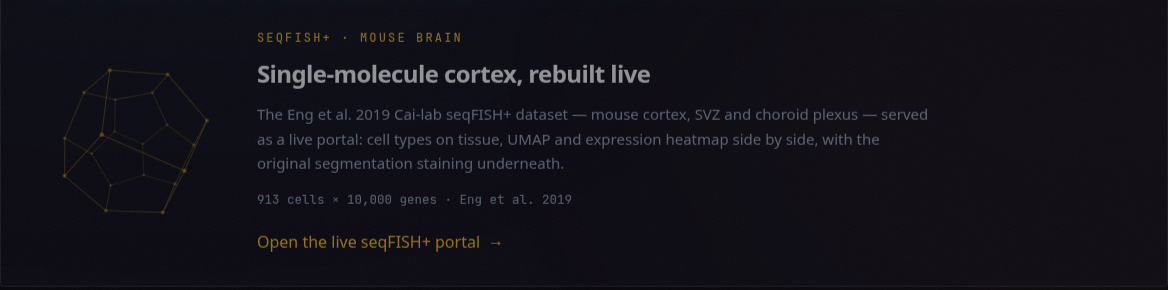 SEQFISH+ · MOUSE BRAIN
Single-molecule cortex, rebuilt live
The Eng et al. 2019 Cai-lab seqFISH+ dataset — mouse cortex, SVZ and choroid plexus — served
as a live portal: cell types on tissue, UMAP and expression heatmap side by side, with the
original segmentation staining underneath.
913 cells × 10,000 genes · Eng et al. 2019
Open the live seqFISH+ portal →